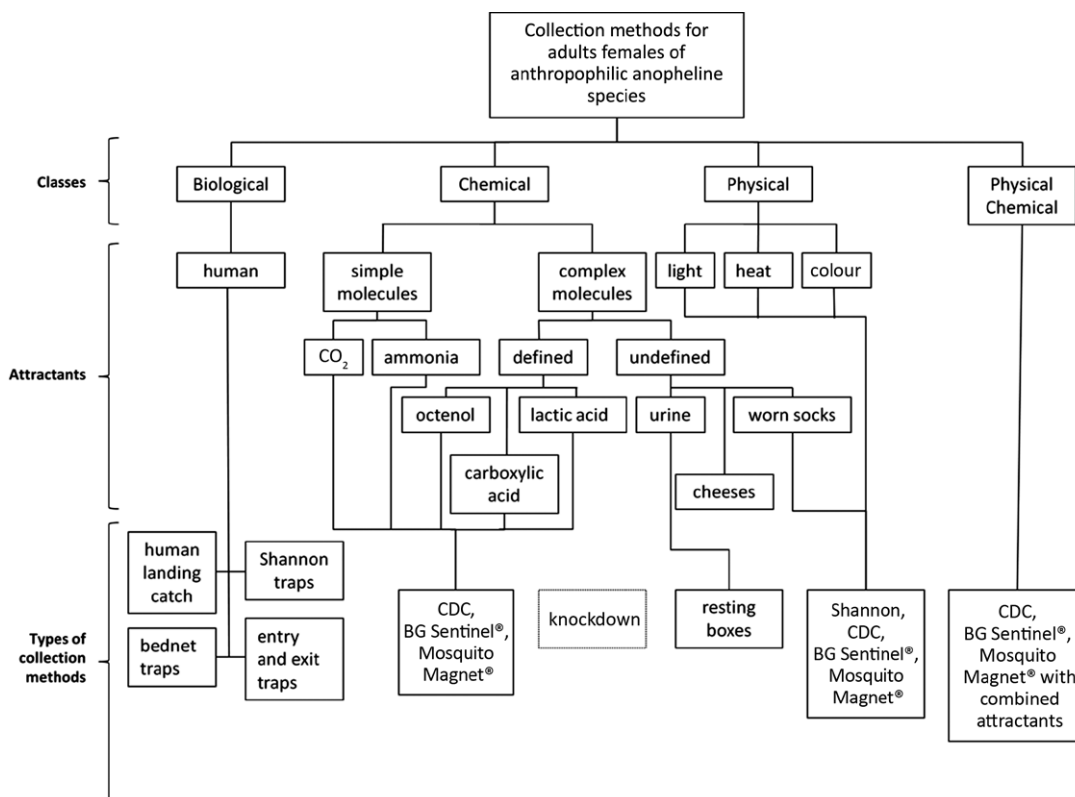 Collection methods for
adults females of
anthropophilic anopheline
species
Classes
Biological
Chemical
Physical
Physical
Chemical
Attractants
human
simple
molecules
complex
molecules
light
heat
colour
CO₂
ammonia
defined
undefined
octenol
lactic acid
urine
worn socks
carboxylic
acid
cheeses
Types of
collection
methods
human
landing
catch
Shannon
traps
bednet
traps
entry
and exit
traps
CDC,
BG Sentinel®,
Mosquito
Magnet®
knockdown
resting
boxes
Shannon,
CDC,
BG Sentinel®,
Mosquito
Magnet®
CDC,
BG Sentinel®,
Mosquito
Magnet® with
combined
attractants